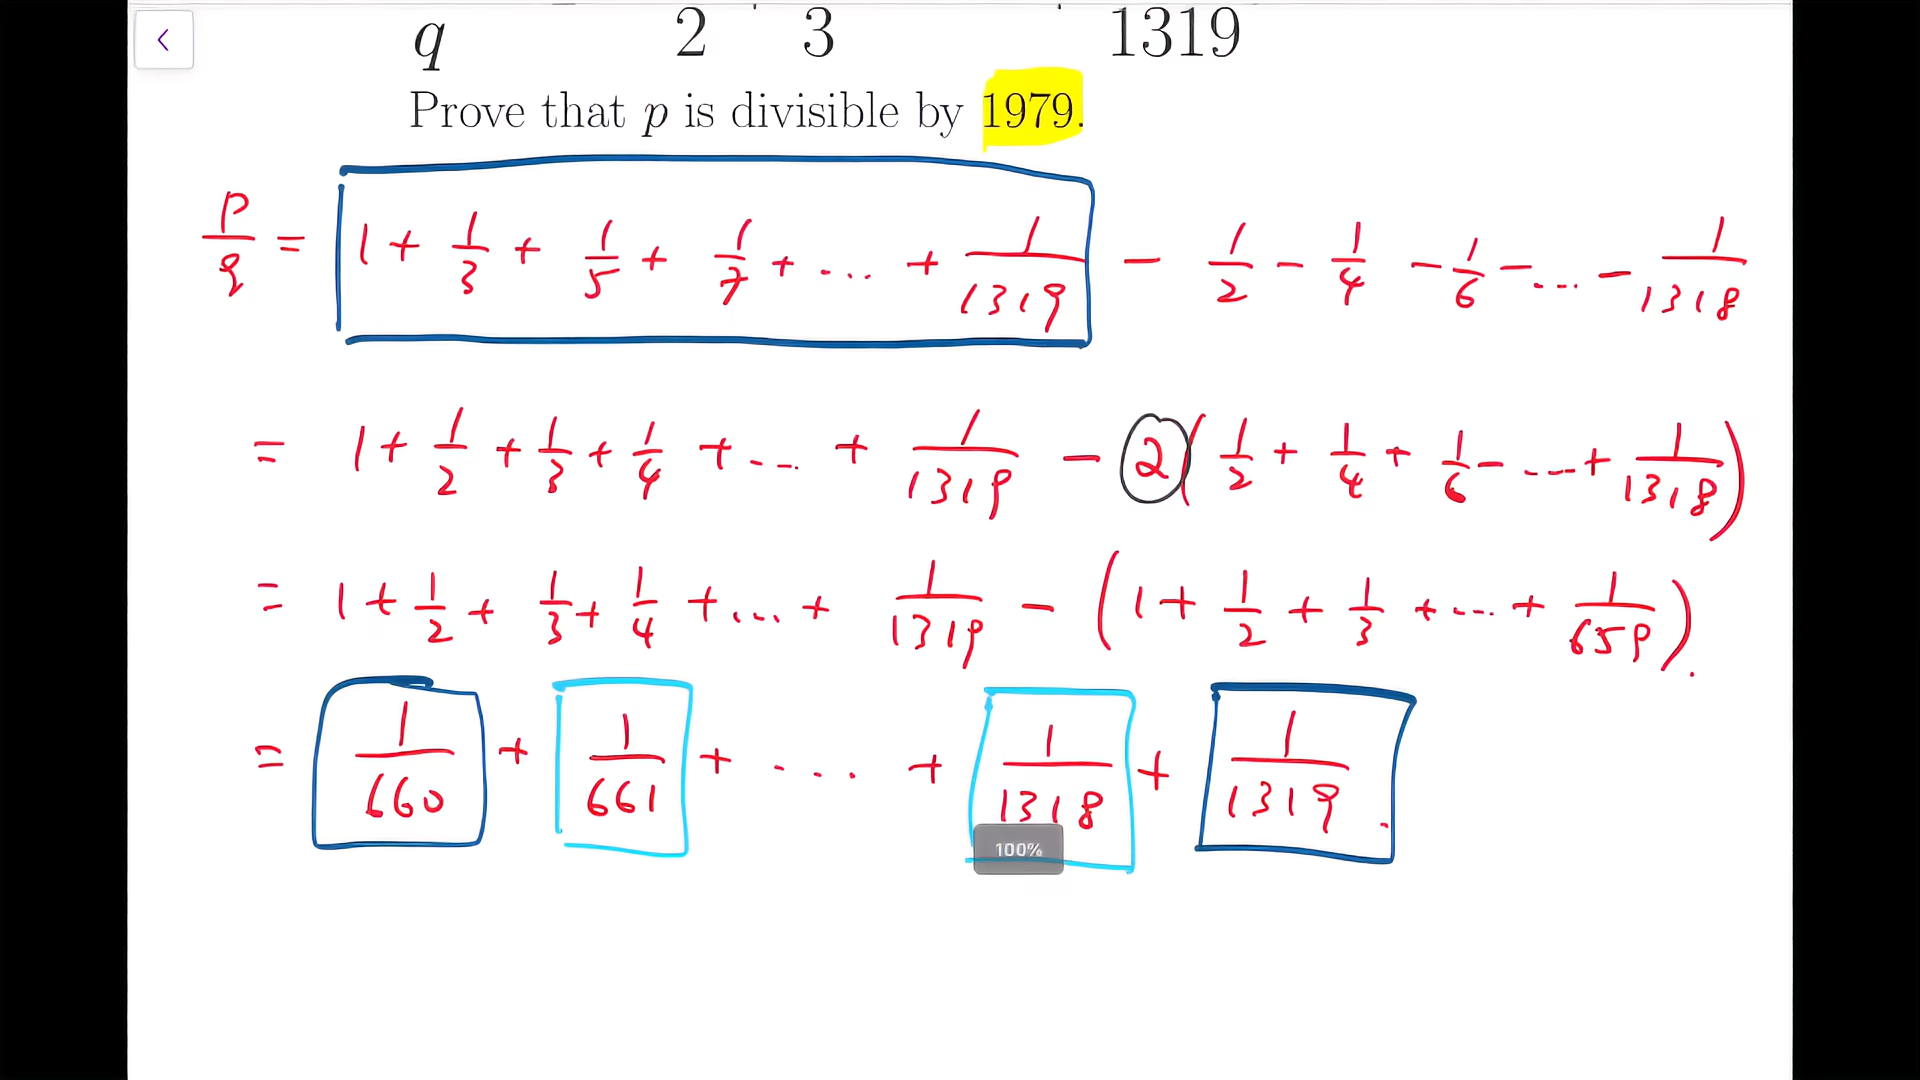 q 2 3 1319
Prove that p is divisible by 1979.
p/q = 1 + 1/3 + 1/5 + 1/7 + ... + 1/1319 - 1/2 - 1/4 - 1/6 - ... - 1/1318
= 1 + 1/2 + 1/3 + 1/4 + ... + 1/1319 - 2(1/2 + 1/4 + 1/6 - ... + 1/1318)
= 1 + 1/2 + 1/3 + 1/4 + ... + 1/1319 - (1 + 1/2 + 1/3 + ... + 1/659).
= 1/660 + 1/661 + ... + 1/1318 + 1/1319.
100%